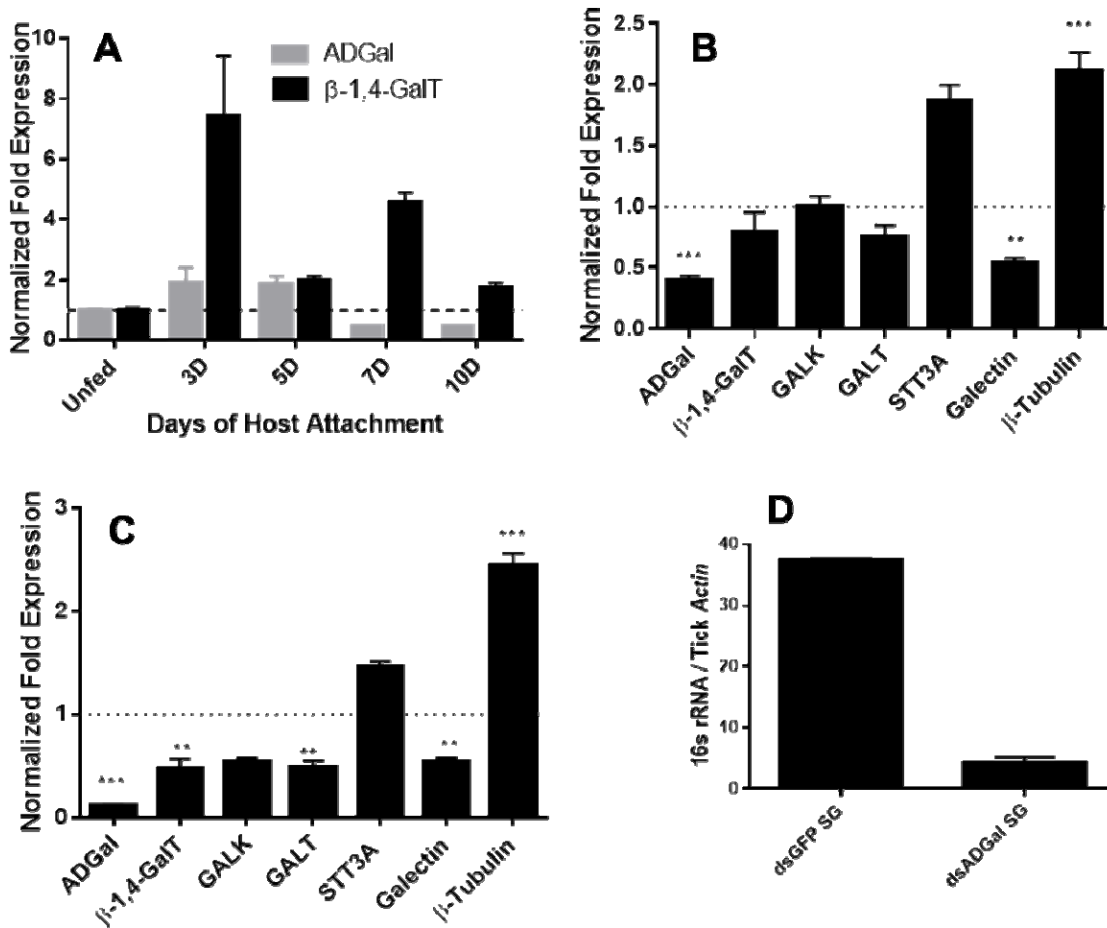 A
Normalized Fold Expression
10
8
6
4
2
0
ADGal
β-1,4-GalT
Unfed
3D
5D
7D
10D
Days of Host Attachment
B
Normalized Fold Expression
2.5
2.0
1.5
1.0
0.5
0.0
***
**
***
ADGal
β-1,4-GalT
GALK
GALT
STT3A
Galectin
β-Tubulin
C
Normalized Fold Expression
3
2
1
0
***
**
**
**
***
ADGal
β-1,4-GalT
GALK
GALT
STT3A
Galectin
β-Tubulin
D
16s rRNA / Tick Actin
40
30
20
10
0
dsGFP SG
dsADGal SG